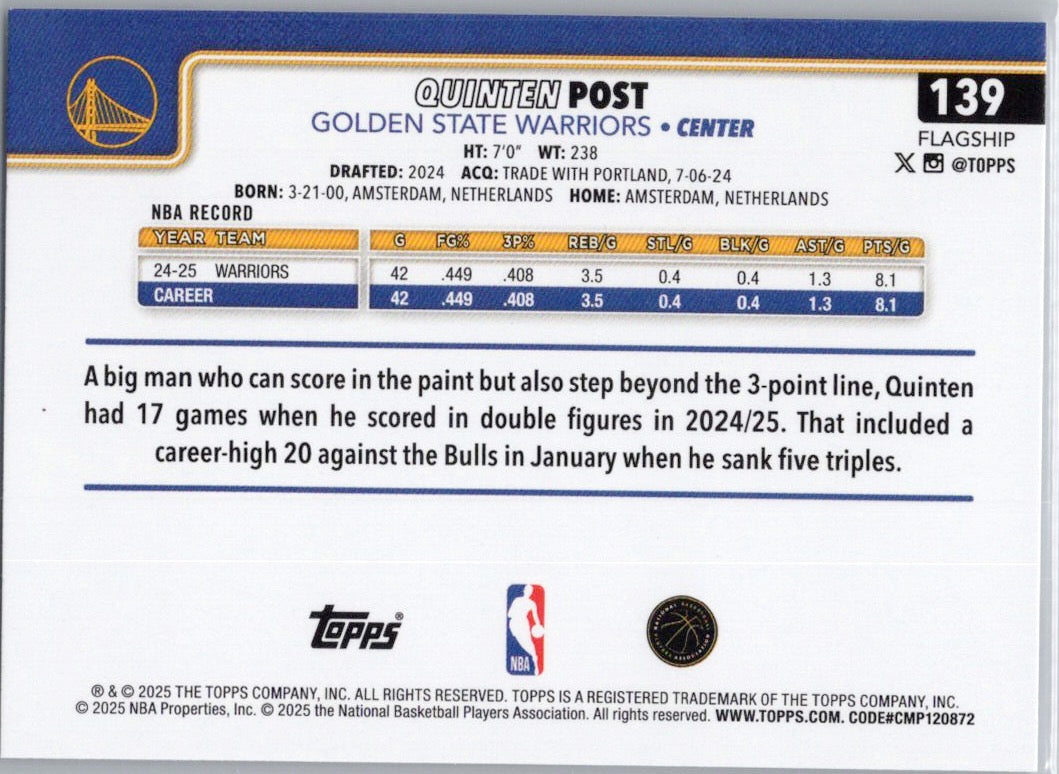 QUINTEN POST
139
GOLDEN STATE WARRIORS • CENTER
FLAGSHIP
HT: 7'0" WT: 238
@TOPPS
DRAFTED: 2024 ACQ: TRADE WITH PORTLAND, 7-06-24
BORN: 3-21-00, AMSTERDAM, NETHERLANDS HOME: AMSTERDAM, NETHERLANDS
NBA RECORD
YEAR TEAM G FG% 3P% REB/G STL/G BLK/G AST/G PTS/G
24-25 WARRIORS 42 .449 .408 3.5 0.4 0.4 1.3 8.1
CAREER 42 .449 .408 3.5 0.4 0.4 1.3 8.1
A big man who can score in the paint but also step beyond the 3-point line, Quinten
had 17 games when he scored in double figures in 2024/25. That included a
career-high 20 against the Bulls in January when he sank five triples.
Topps®
NBA
® & © 2025 THE TOPPS COMPANY, INC. ALL RIGHTS RESERVED. TOPPS IS A REGISTERED TRADEMARK OF THE TOPPS COMPANY, INC.
© 2025 NBA Properties, Inc. © 2025 the National Basketball Players Association. All rights reserved. WWW.TOPPS.COM. CODE#CMP120872